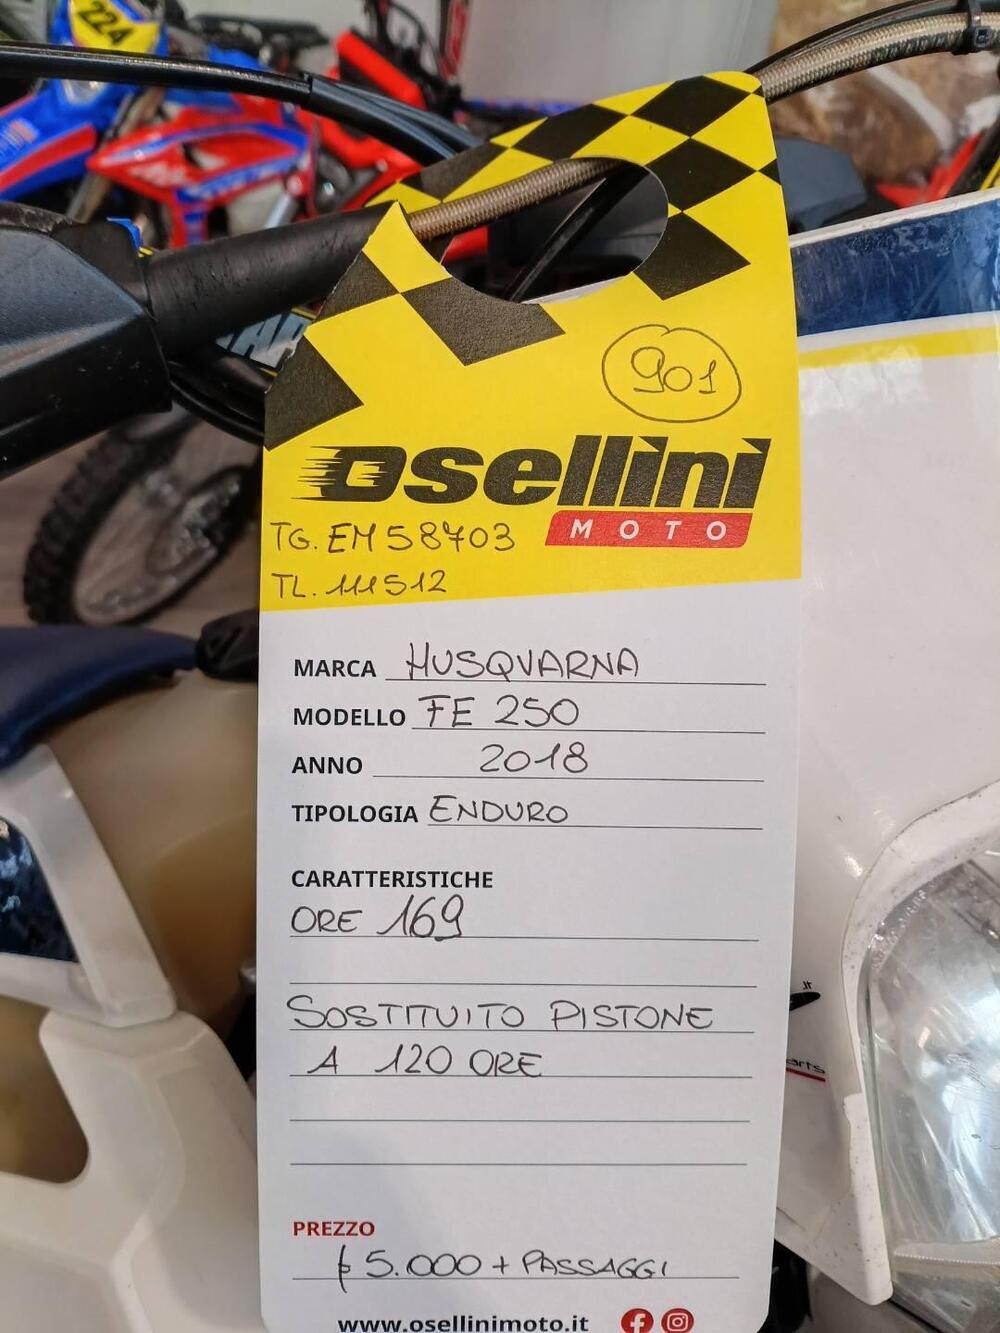 224
901
Osellini
MOTO
TG. EM58703
TL. 111512
MARCA HUSQVARNA
MODELLO FE 250
ANNO 2018
TIPOLOGIA ENDURO
CARATTERISTICHE
ORE 169
SOSTITUITO PISTONE
A 120 ORE
PREZZO
€ 5.000 + PASSAGGI
www.osellinimoto.it